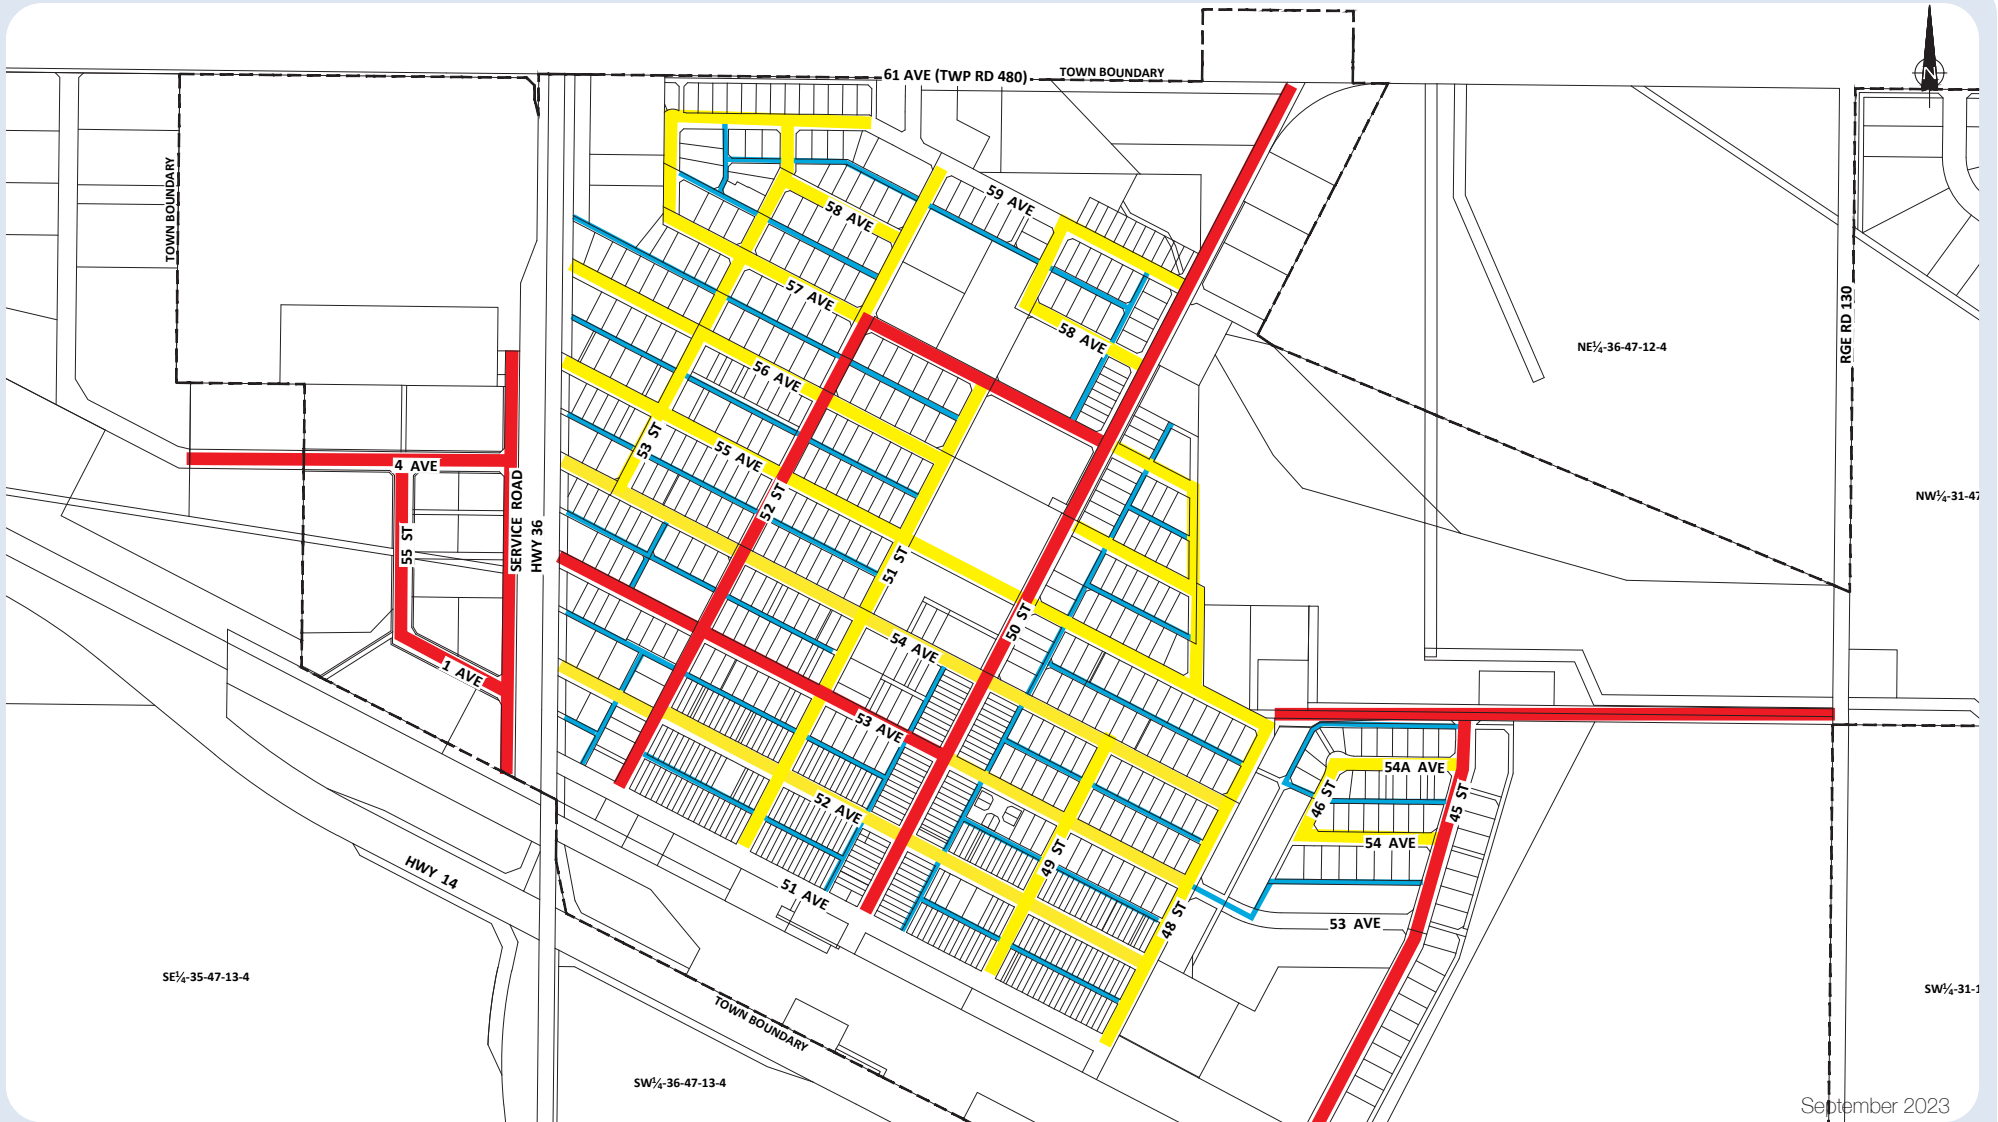 61 AVE (TWP RD 480)
TOWN BOUNDARY
N
TOWN BOUNDARY
59 AVE
58 AVE
57 AVE
58 AVE
RGE RD 130
NE¼-36-47-12-4
56 AVE
53 ST
55 AVE
4 AVE
52 ST
SERVICE ROAD
HWY 36
55 ST
NW¼-31-47
51 ST
50 ST
54 AVE
1 AVE
53 AVE
54A AVE
46 ST
45 ST
52 AVE
54 AVE
49 ST
HWY 14
51 AVE
48 ST
53 AVE
SE¼-35-47-13-4
SW¼-31-1
TOWN BOUNDARY
SW¼-36-47-13-4
September 2023